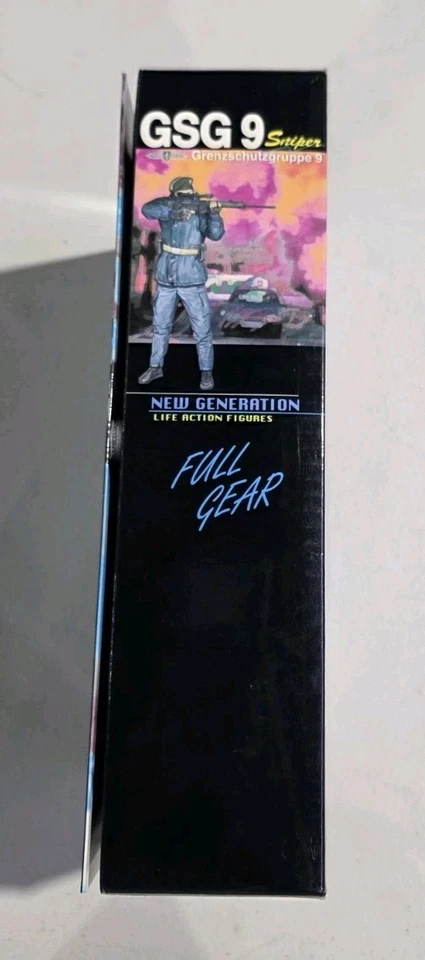 GSG 9 Sniper
Grenzschutzgruppe 9
NEW GENERATION
LIFE ACTION FIGURES
FULL
GEAR